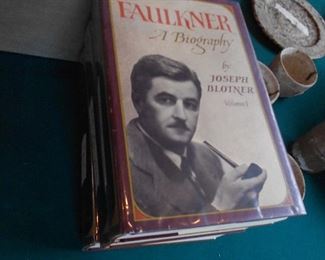 FAULKNER
A Biography
by
JOSEPH
BLOTNER
Volume I